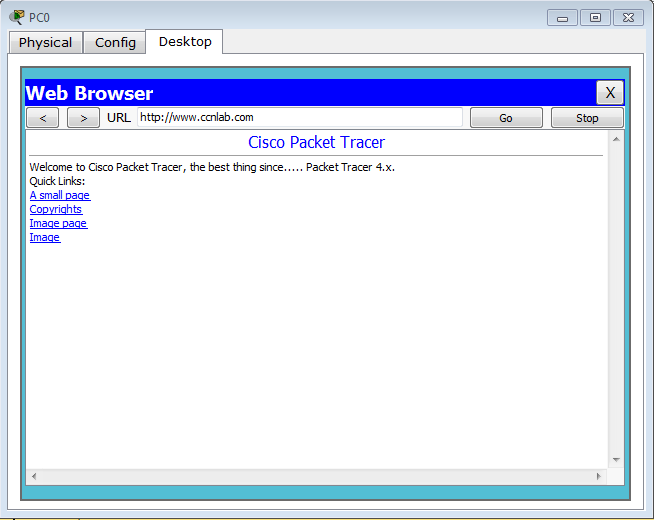 PC0
Physical Config Desktop
Web Browser X
< > URL http://www.ccnlab.com Go Stop
Cisco Packet Tracer
Welcome to Cisco Packet Tracer, the best thing since..... Packet Tracer 4.x.
Quick Links:
A small page
Copyrights
Image page
Image